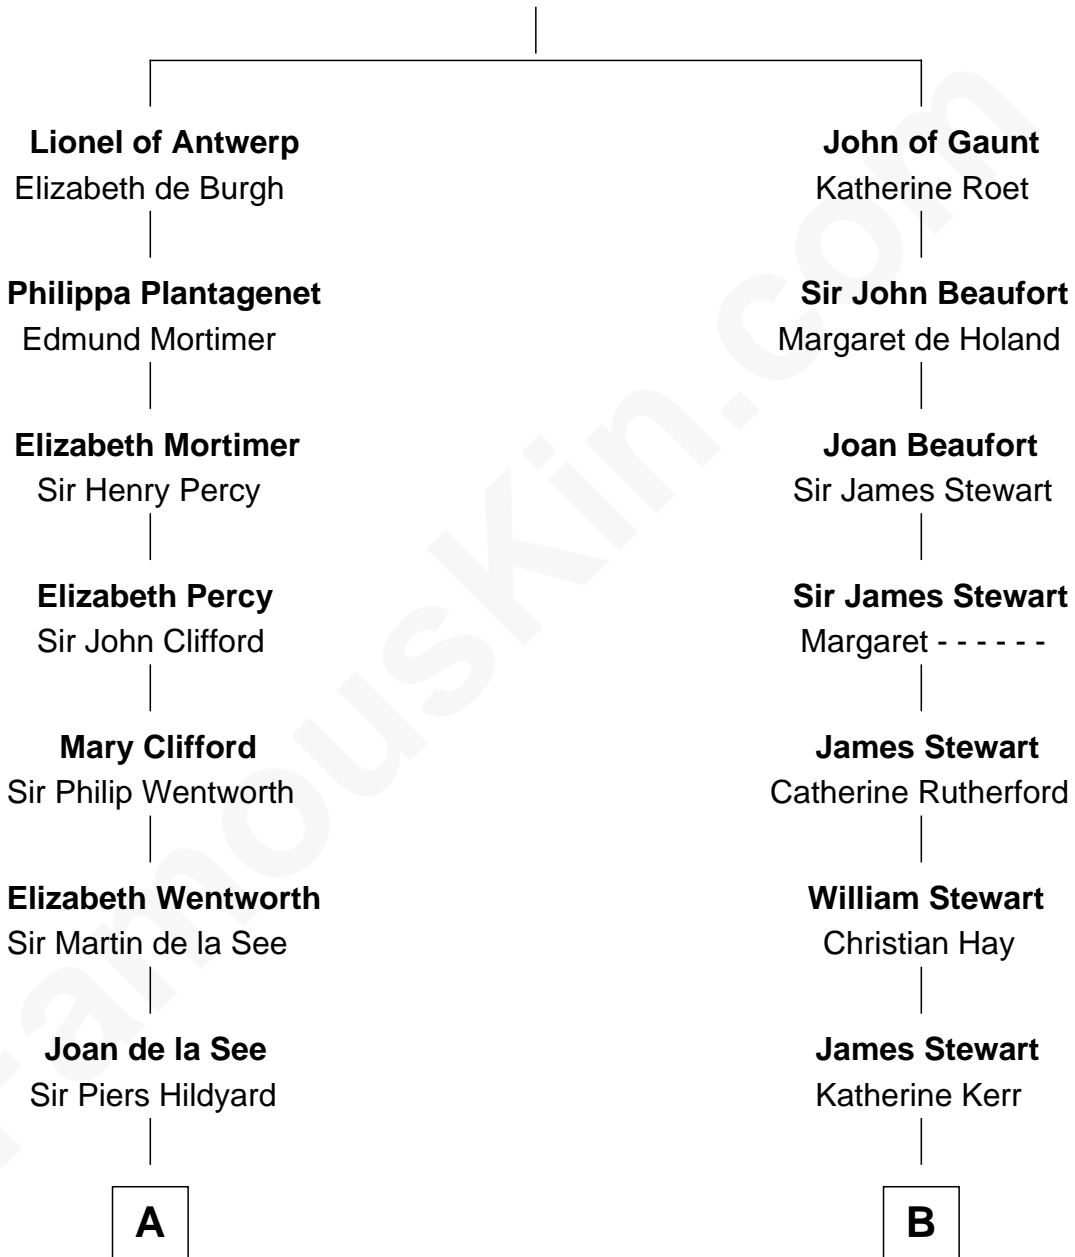 Lionel of Antwerp
Elizabeth de Burgh
Philippa Plantagenet
Edmund Mortimer
Elizabeth Mortimer
Sir Henry Percy
Elizabeth Percy
Sir John Clifford
Mary Clifford
Sir Philip Wentworth
Elizabeth Wentworth
Sir Martin de la See
Joan de la See
Sir Piers Hildyard
A
John of Gaunt
Katherine Roet
Sir John Beaufort
Margaret de Holand
Joan Beaufort
Sir James Stewart
Sir James Stewart
Margaret - - - - - -
James Stewart
Catherine Rutherford
William Stewart
Christian Hay
James Stewart
Katherine Kerr
B
FamousKin.com